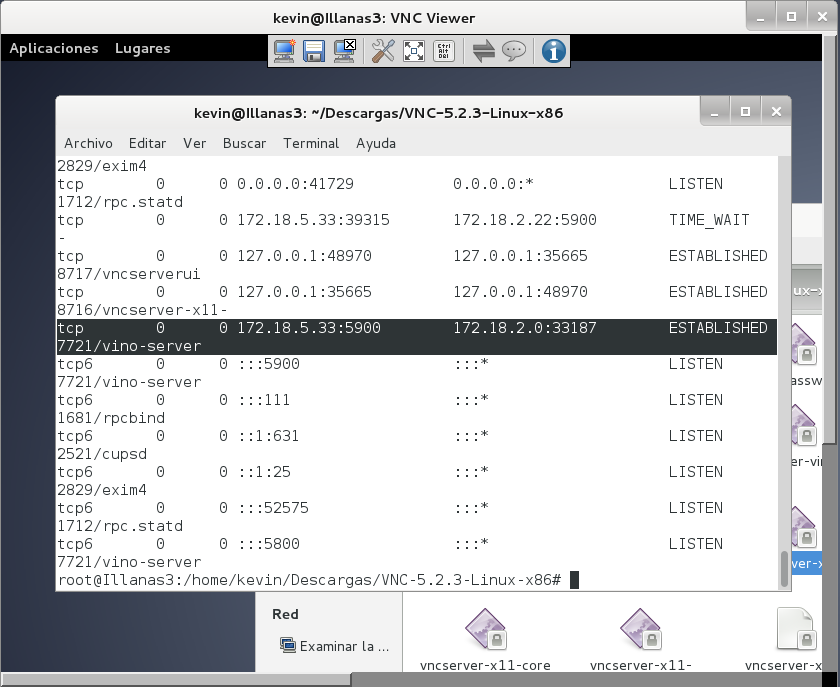 kevin@Illanas3: VNC Viewer
Aplicaciones Lugares
Ctrl
Alt
Del
kevin@Illanas3: ~/Descargas/VNC-5.2.3-Linux-x86
Archivo Editar Ver Buscar Terminal Ayuda
2829/exim4
tcp 0 0 0.0.0.0:41729 0.0.0.0:* LISTEN
1712/rpc.statd
tcp 0 0 172.18.5.33:39315 172.18.2.22:5900 TIME_WAIT
-
tcp 0 0 127.0.0.1:48970 127.0.0.1:35665 ESTABLISHED
8717/vncserverui
tcp 0 0 127.0.0.1:35665 127.0.0.1:48970 ESTABLISHED
8716/vncserver-x11-
tcp 0 0 172.18.5.33:5900 172.18.2.0:33187 ESTABLISHED
7721/vino-server
tcp6 0 0 :::5900 :::* LISTEN
7721/vino-server
tcp6 0 0 :::111 :::* LISTEN
1681/rpcbind
tcp6 0 0 ::1:631 :::* LISTEN
2521/cupsd
tcp6 0 0 ::1:25 :::* LISTEN
2829/exim4
tcp6 0 0 :::52575 :::* LISTEN
1712/rpc.statd
tcp6 0 0 :::5800 :::* LISTEN
7721/vino-server
root@Illanas3:/home/kevin/Descargas/VNC-5.2.3-Linux-x86#
ux-x
assw
er-vir
ver-x
Red
Examinar la ...
vncserver-x11-core
vncserver-x11-
vncserver-x